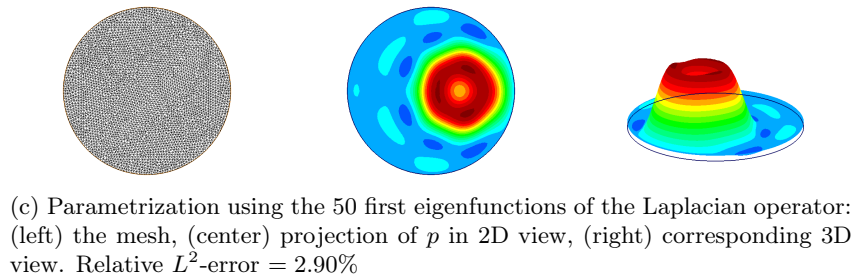 (c) Parametrization using the 50 first eigenfunctions of the Laplacian operator:
(left) the mesh, (center) projection of p in 2D view, (right) corresponding 3D
view. Relative L²-error = 2.90%